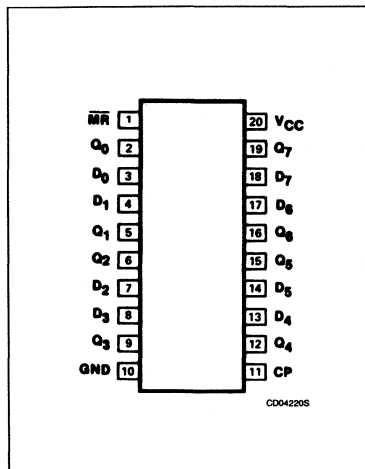 M̅R̅ 1 20 VCC
Q0 2 19 Q7
D0 3 18 D7
D1 4 17 D6
Q1 5 16 Q6
Q2 6 15 Q5
D2 7 14 D5
D3 8 13 D4
Q3 9 12 Q4
GND 10 11 CP
CD04220S